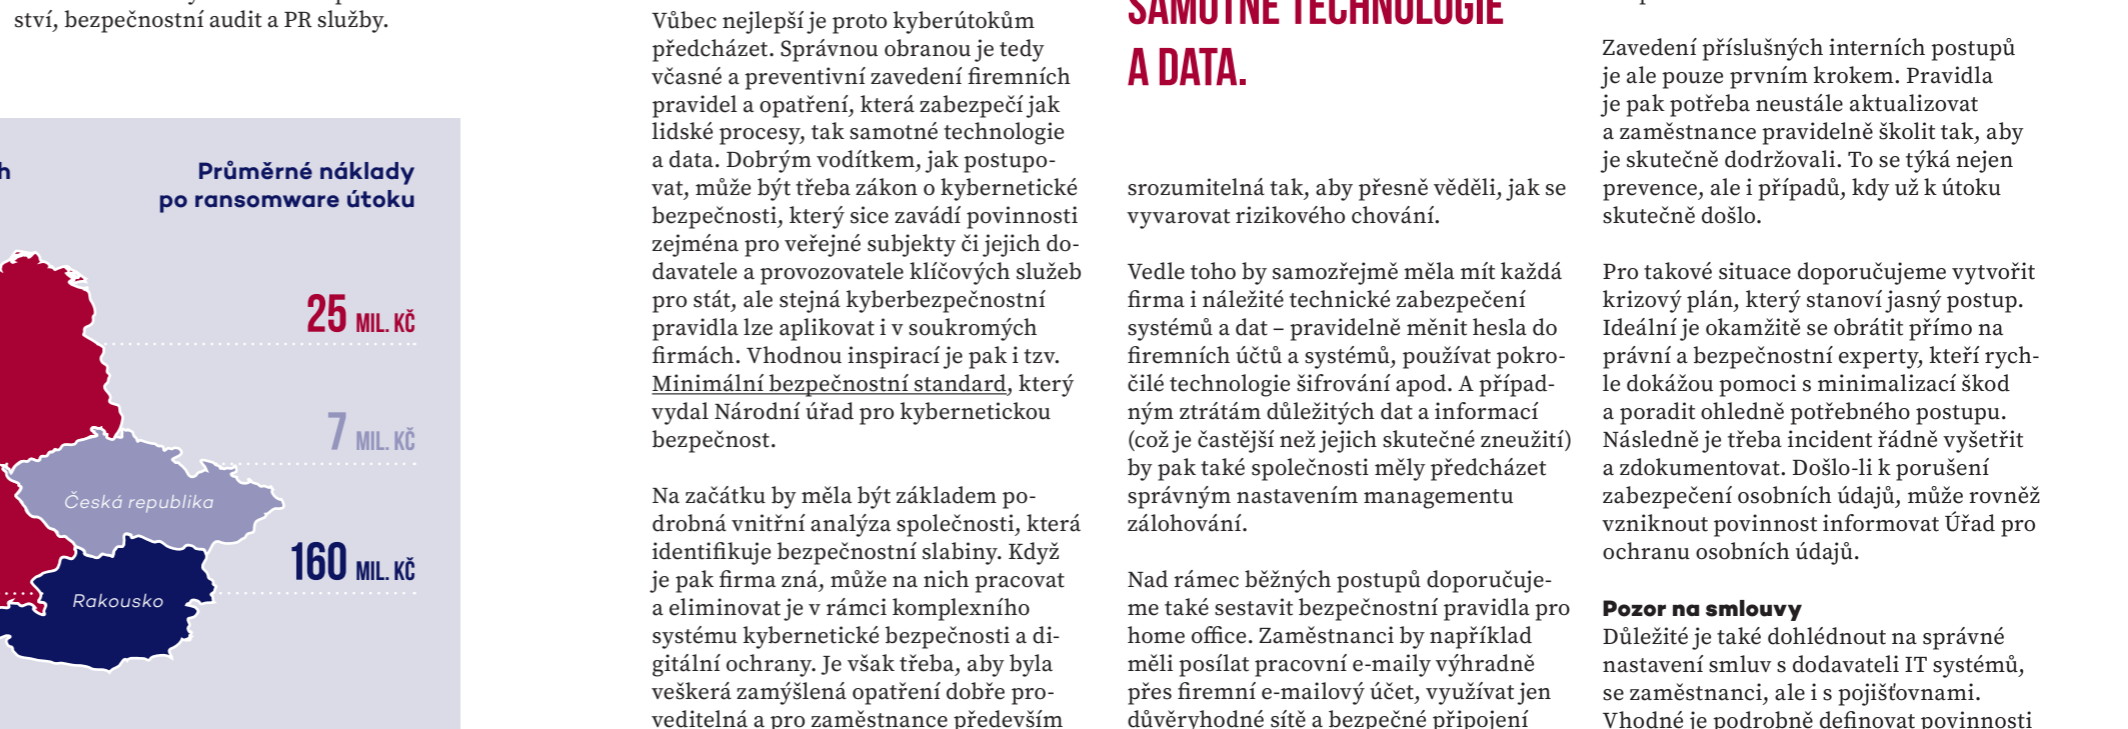 ství, bezpečnostní audit a PR služby.
h
Průměrné náklady
po ransomware útoku
25 MIL. KČ
7 MIL. KČ
Česká republika
160 MIL. KČ
Rakousko
Vůbec nejlepší je proto kyberútokům
předcházet. Správnou obranou je tedy
včasné a preventivní zavedení firemních
pravidel a opatření, která zabezpečí jak
lidské procesy, tak samotné technologie
a data. Dobrým vodítkem, jak postupo-
vat, může být třeba zákon o kybernetické
bezpečnosti, který sice zavádí povinnosti
zejména pro veřejné subjekty či jejich do-
davatele a provozovatele klíčových služeb
pro stát, ale stejná kyberbezpečnostní
pravidla lze aplikovat i v soukromých
firmách. Vhodnou inspirací je pak i tzv.
Minimální bezpečnostní standard, který
vydal Národní úřad pro kybernetickou
bezpečnost.
Na začátku by měla být základem po-
drobná vnitřní analýza společnosti, která
identifikuje bezpečnostní slabiny. Když
je pak firma zná, může na nich pracovat
a eliminovat je v rámci komplexního
systému kybernetické bezpečnosti a di-
gitální ochrany. Je však třeba, aby byla
veškerá zamýšlená opatření dobře pro-
veditelná a pro zaměstnance především
SAMOTNÉ TECHNOLOGIE
A DATA.
srozumitelná tak, aby přesně věděli, jak se
vyvarovat rizikového chování.
Vedle toho by samozřejmě měla mít každá
firma i náležité technické zabezpečení
systémů a dat – pravidelně měnit hesla do
firemních účtů a systémů, používat pokro-
čilé technologie šifrování apod. A případ-
ným ztrátám důležitých dat a informací
(což je častější než jejich skutečné zneužití)
by pak také společnosti měly předcházet
správným nastavením managementu
zálohování.
Nad rámec běžných postupů doporučuje-
me také sestavit bezpečnostní pravidla pro
home office. Zaměstnanci by například
měli posílat pracovní e-maily výhradně
přes firemní e-mailový účet, využívat jen
důvěryhodné sítě a bezpečné připojení
Zavedení příslušných interních postupů
je ale pouze prvním krokem. Pravidla
je pak potřeba neustále aktualizovat
a zaměstnance pravidelně školit tak, aby
je skutečně dodržovali. To se týká nejen
prevence, ale i případů, kdy už k útoku
skutečně došlo.
Pro takové situace doporučujeme vytvořit
krizový plán, který stanoví jasný postup.
Ideální je okamžitě se obrátit přímo na
právní a bezpečnostní experty, kteří rych-
le dokážou pomoci s minimalizací škod
a poradit ohledně potřebného postupu.
Následně je třeba incident řádně vyšetřit
a zdokumentovat. Došlo-li k porušení
zabezpečení osobních údajů, může rovněž
vzniknout povinnost informovat Úřad pro
ochranu osobních údajů.
Pozor na smlouvy
Důležité je také dohlédnout na správné
nastavení smluv s dodavateli IT systémů,
se zaměstnanci, ale i s pojišťovnami.
Vhodné je podrobně definovat povinnosti